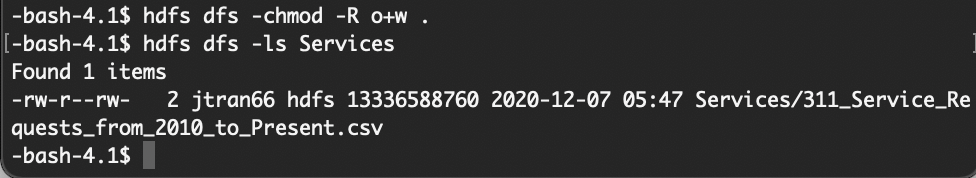 -bash-4.1$ hdfs dfs -chmod -R o+w .
[-bash-4.1$ hdfs dfs -ls Services ]
Found 1 items
-rw-r--rw-   2 jtran66 hdfs 13336588760 2020-12-07 05:47 Services/311_Service_Re
quests_from_2010_to_Present.csv
-bash-4.1$